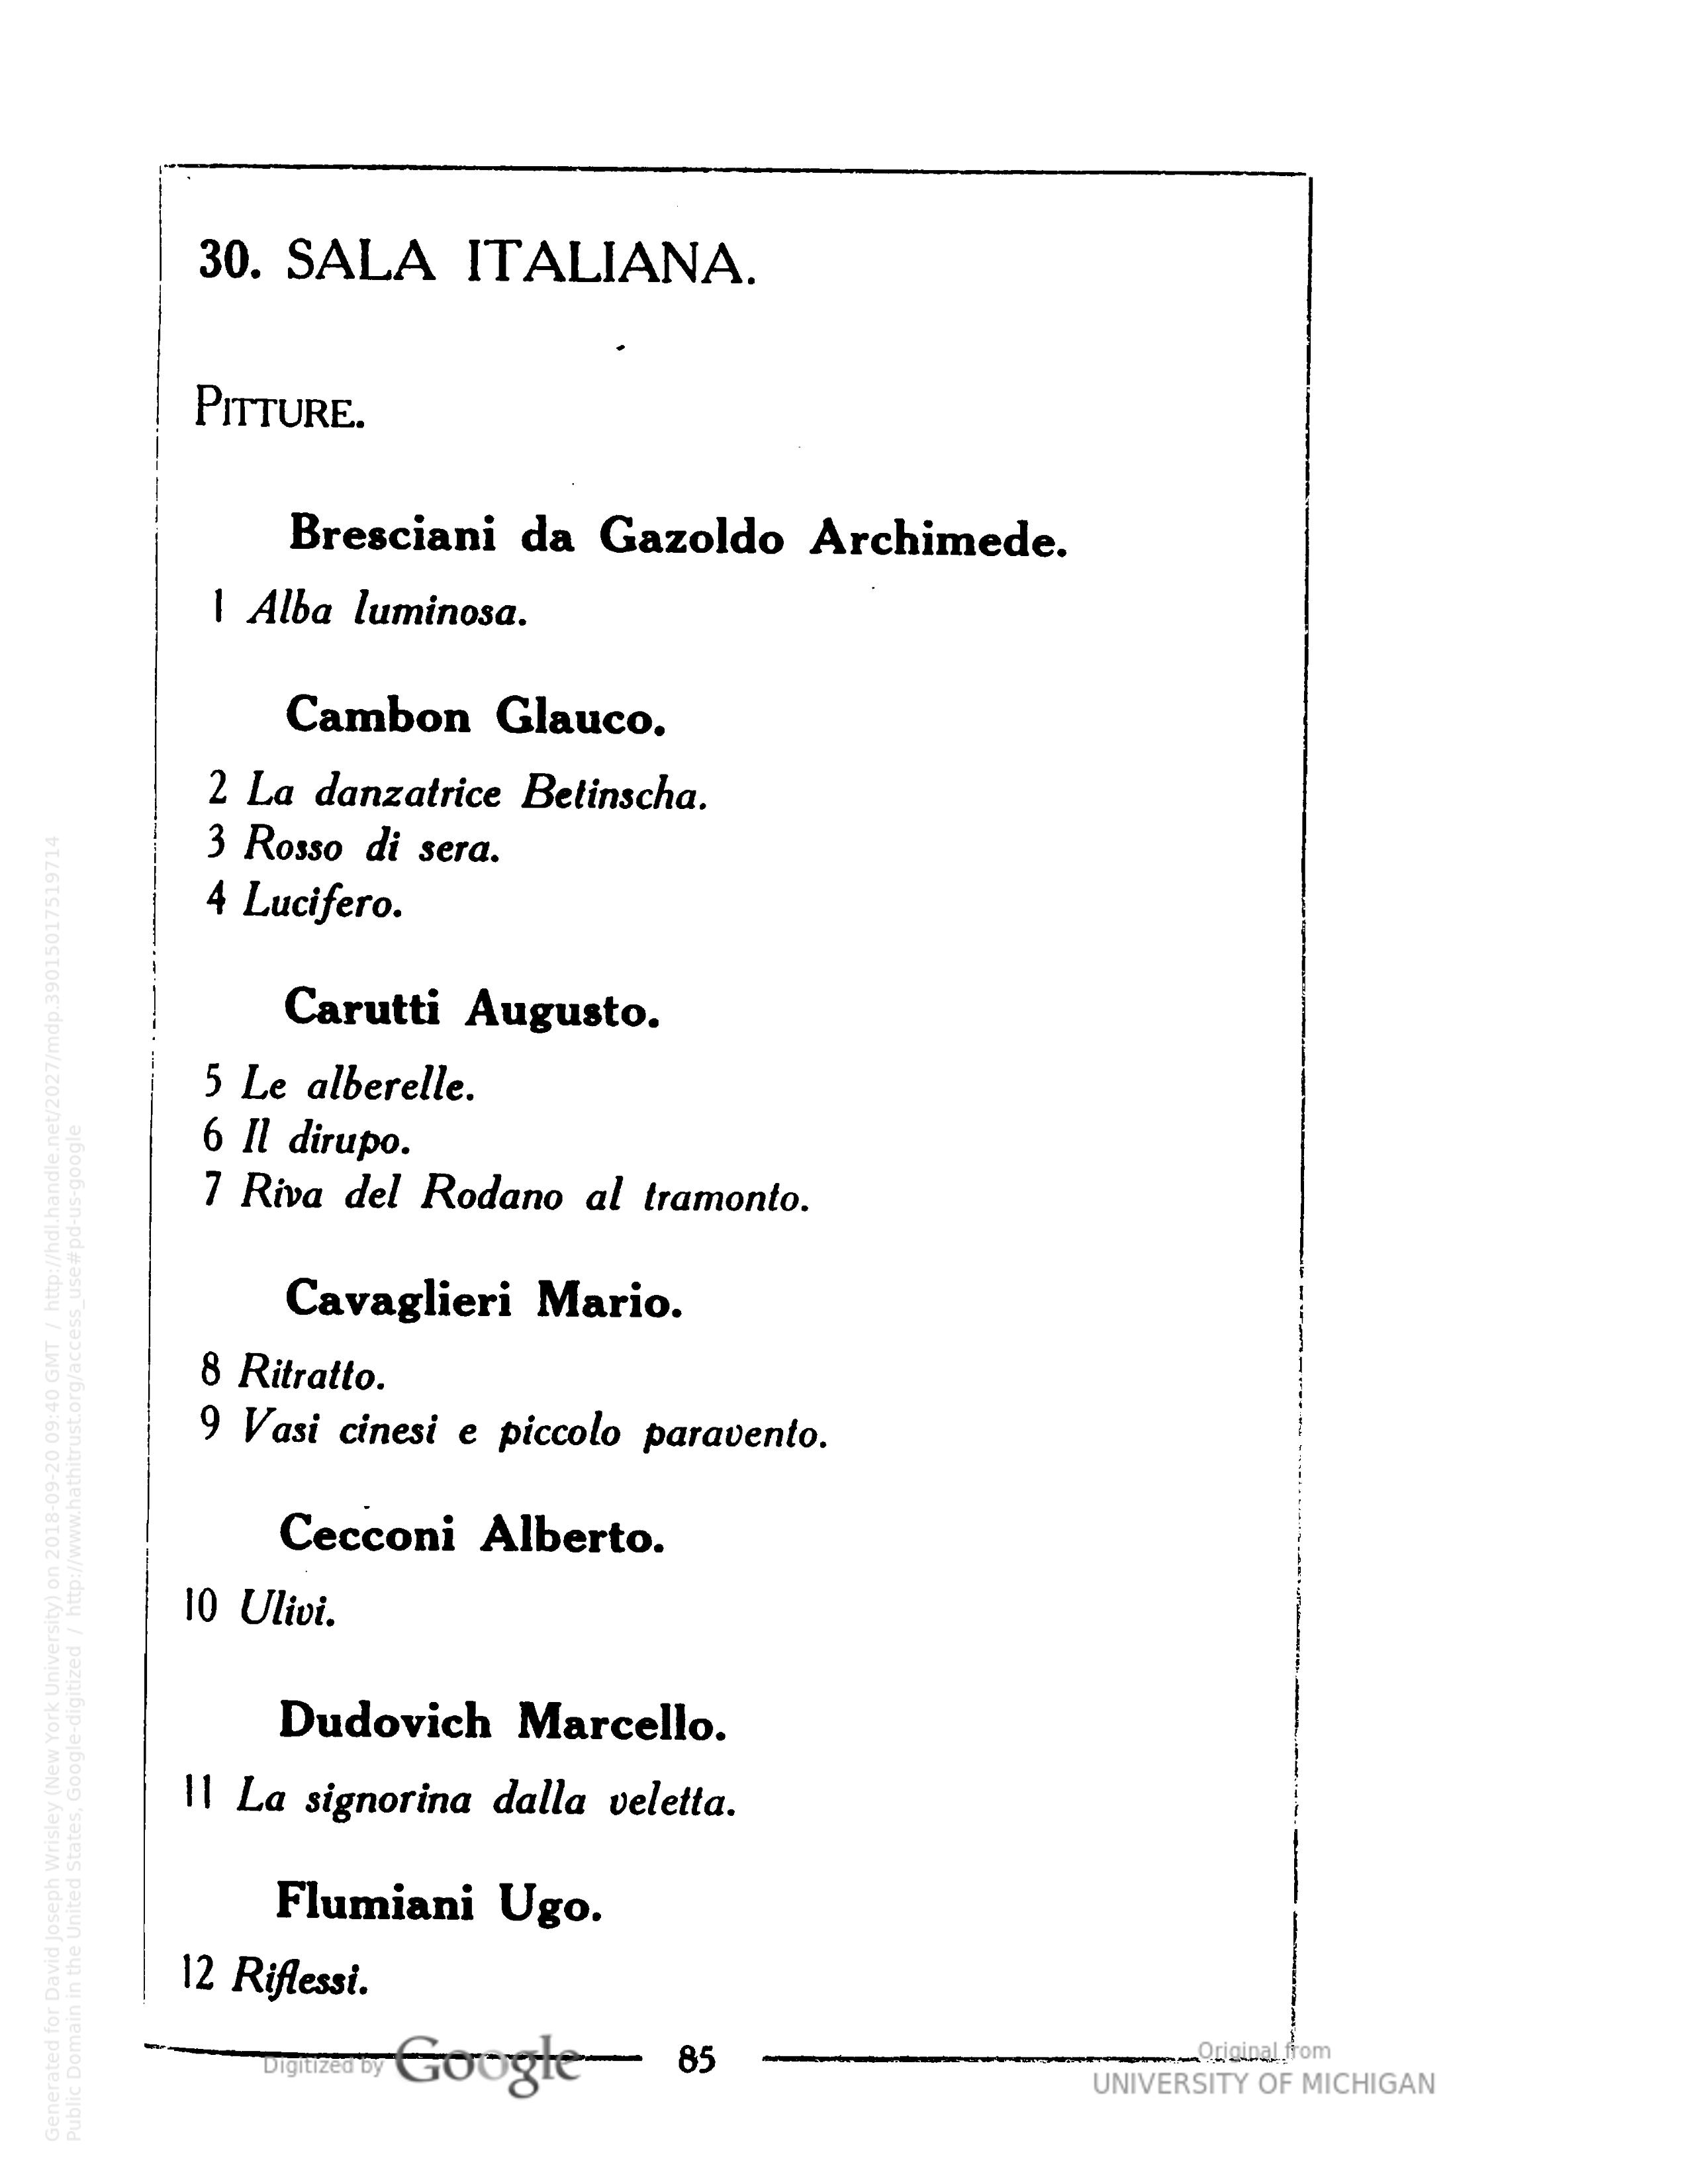 30. SALA ITALIANA.
PITTURE.
Bresciani da Gazoldo Archimede.
1 Alba luminosa.
Cambon Glauco.
2 La danzatrice Betinscha.
3 Rosso di sera.
4 Lucifero.
Carutti Augusto.
5 Le alberelle.
6 Il dirupo.
7 Riva del Rodano al tramonto.
Cavaglieri Mario.
8 Ritratto.
9 Vasi cinesi e piccolo paravento.
Cecconi Alberto.
10 Ulivi.
Dudovich Marcello.
11 La signorina dalla veletta.
Flumiani Ugo.
12 Riflessi.
85
Digitized by Google
Original from
UNIVERSITY OF MICHIGAN
Generated for David Joseph Wrisley (New York University) on 2018-09-20 09:40 GMT / http://hdl.handle.net/2027/mdp.39015017519714
Public Domain in the United States, Google-digitized / http://www.hathitrust.org/access_use#pd-us-google